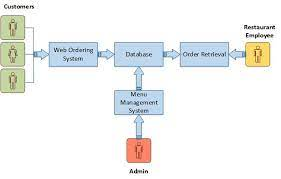 Customers
Restaurant
Employee
Web Ordering
System
Database
Order Retrieval
Menu
Management
System
Admin